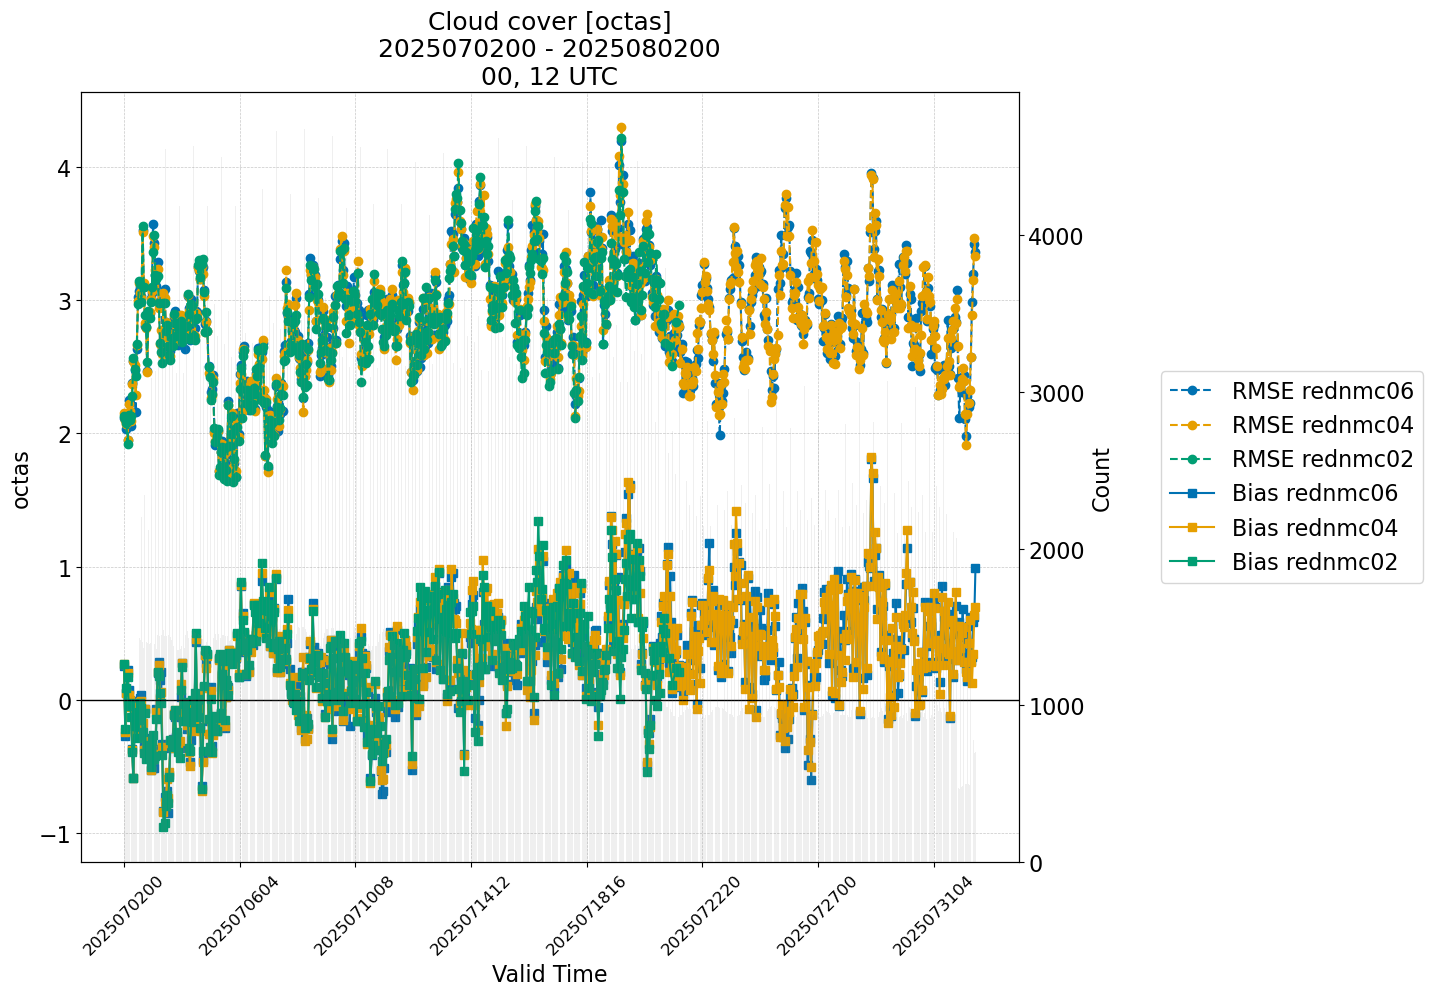 Cloud cover [octas]
2025070200 - 2025080200
00, 12 UTC
octas
4
3
2
1
0
−1
Count
4000
3000
2000
1000
0
2025070200
2025070604
2025071008
2025071412
2025071816
2025072220
2025072700
2025073104
Valid Time
RMSE rednmc06
RMSE rednmc04
RMSE rednmc02
Bias rednmc06
Bias rednmc04
Bias rednmc02